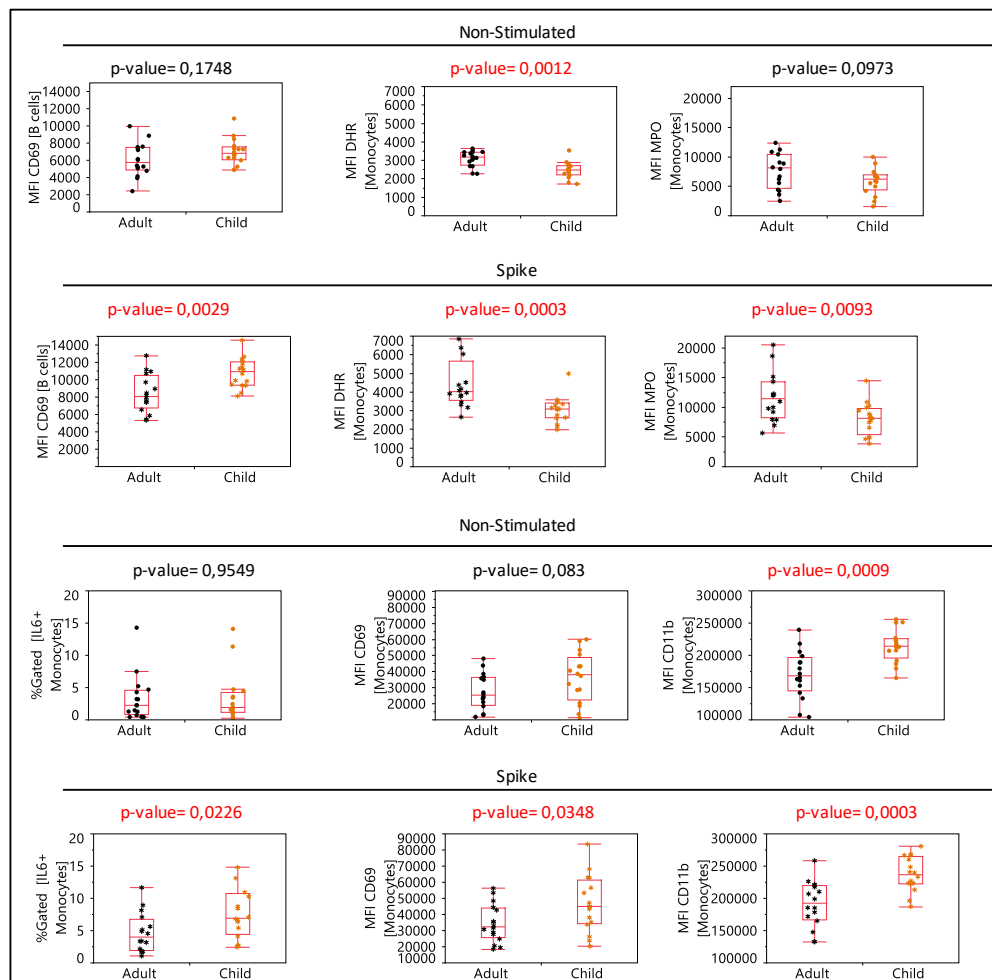 Non-Stimulated
p-value= 0,1748
p-value= 0,0012
p-value= 0,0973
MFI CD69 [B cells]
14000
12000
10000
8000
6000
4000
2000
0
Adult
Child
MFI DHR
[Monocytes]
7000
6000
5000
4000
3000
2000
1000
0
Adult
Child
MFI MPO
[Monocytes]
20000
15000
10000
5000
0
Adult
Child
Spike
p-value= 0,0029
p-value= 0,0003
p-value= 0,0093
MFI CD69 [B cells]
14000
12000
10000
8000
6000
4000
2000
Adult
Child
MFI DHR
[Monocytes]
7000
6000
5000
4000
3000
2000
1000
0
Adult
Child
MFI MPO
[Monocytes]
20000
15000
10000
5000
0
Adult
Child
Non-Stimulated
p-value= 0,9549
p-value= 0,083
p-value= 0,0009
%Gated [IL6+
Monocytes]
20
15
10
5
0
Adult
Child
MFI CD69
[Monocytes]
90000
80000
70000
60000
50000
40000
30000
20000
10000
Adult
Child
MFI CD11b
[Monocytes]
300000
250000
200000
150000
100000
Adult
Child
Spike
p-value= 0,0226
p-value= 0,0348
p-value= 0,0003
%Gated [IL6+
Monocytes]
20
15
10
5
0
Adult
Child
MFI CD69
[Monocytes]
90000
80000
70000
60000
50000
40000
30000
20000
10000
Adult
Child
MFI CD11b
[Monocytes]
300000
250000
200000
150000
100000
Adult
Child